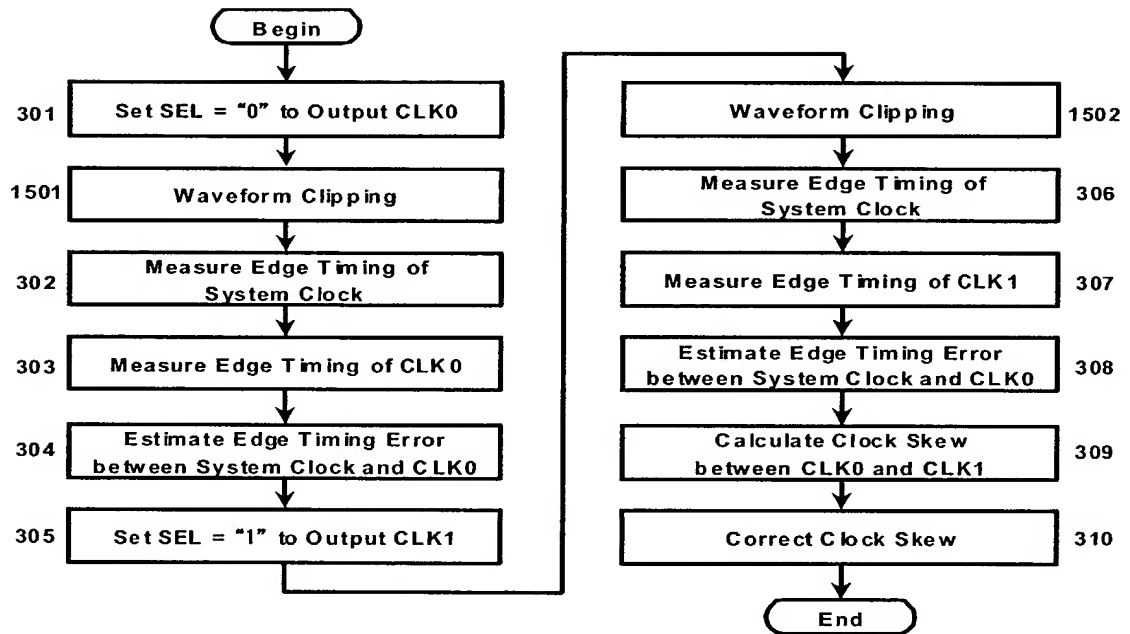 Begin
301
Set SEL = "0" to Output CLK0
1501
Waveform Clipping
302
Measure Edge Timing of
System Clock
303
Measure Edge Timing of CLK0
304
Estimate Edge Timing Error
between System Clock and CLK0
305
Set SEL = "1" to Output CLK1
Waveform Clipping
1502
Measure Edge Timing of
System Clock
306
Measure Edge Timing of CLK1
307
Estimate Edge Timing Error
between System Clock and CLK0
308
Calculate Clock Skew
between CLK0 and CLK1
309
Correct Clock Skew
310
End